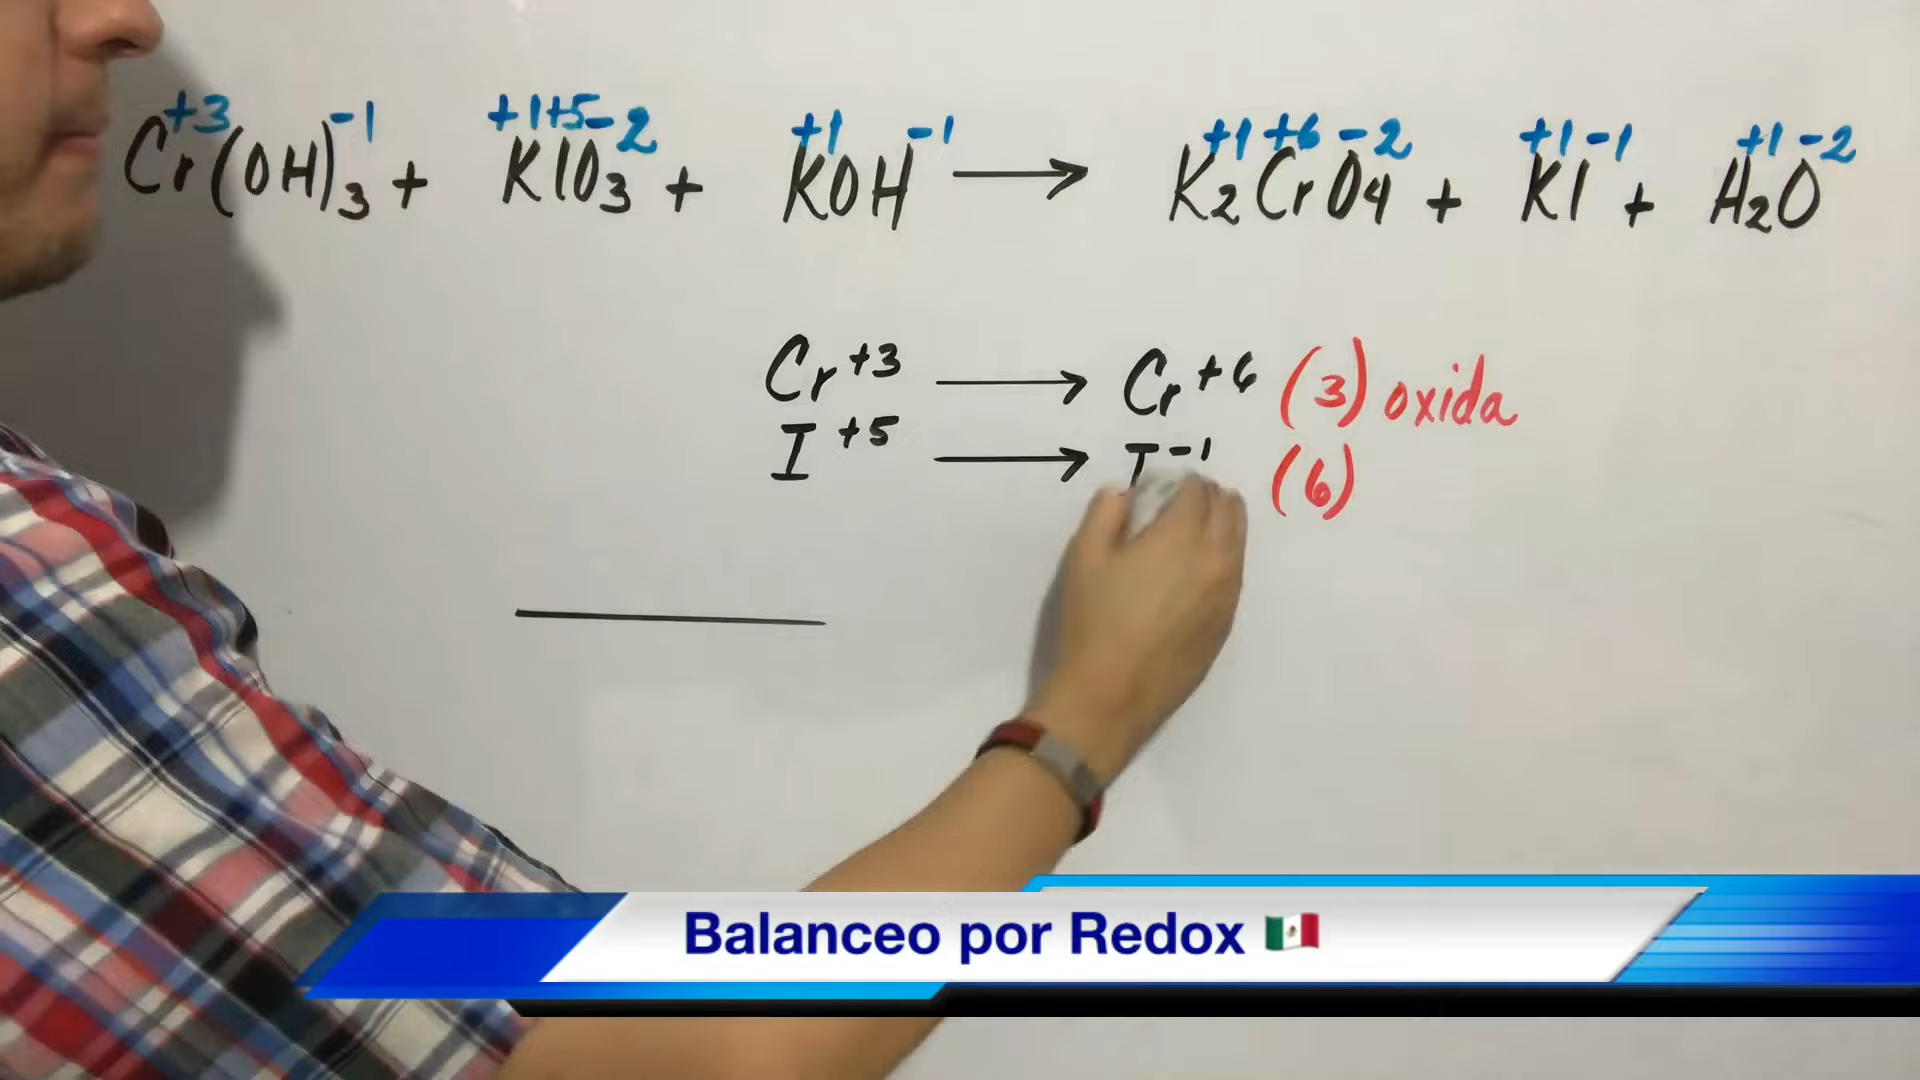 +3 -1 +1+5-2 +1 -1 +1 +6 -2 +1 -1 +1 -2
Cr(OH)3 + KIO3 + KOH → K2CrO4 + KI + H2O
Cr+3 → Cr+6 (3) oxida
I+5 → I-1 (6)
Balanceo por Redox 🇲🇽